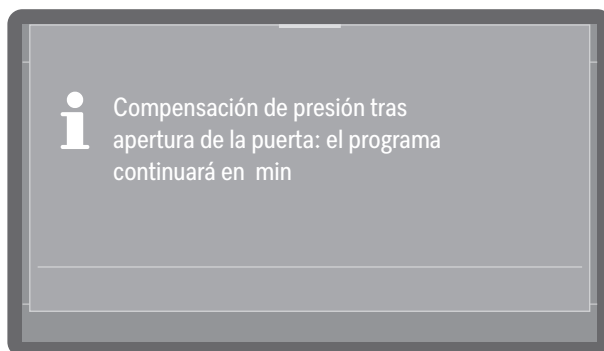 Compensación de presión tras
apertura de la puerta: el programa
continuará en  min